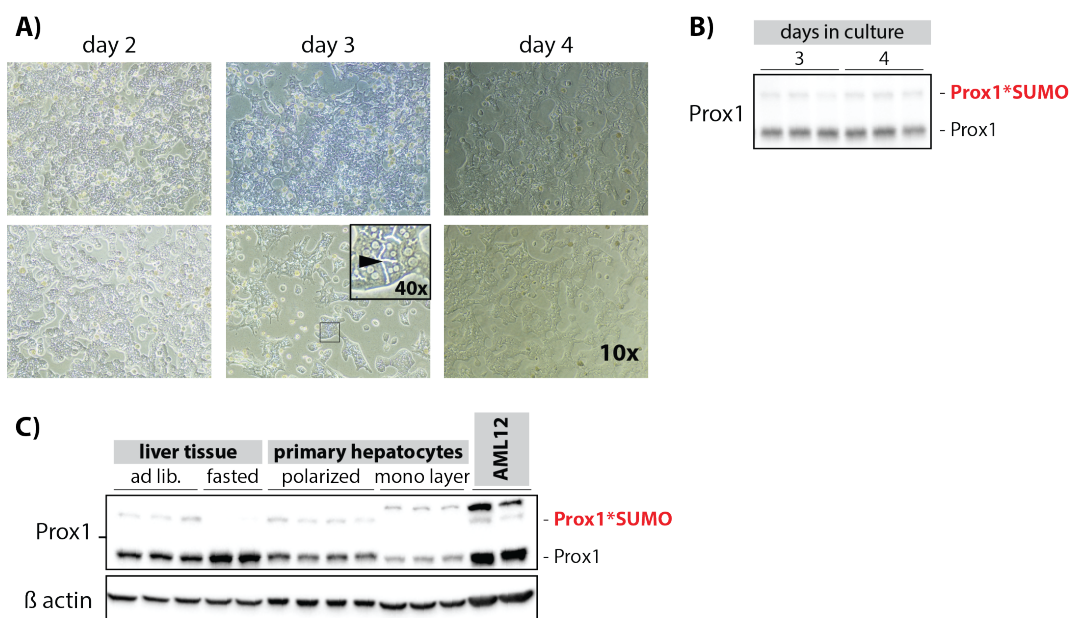 A)
day 2
day 3
day 4
40x
10x
B)
days in culture
3
4
Prox1
- Prox1*SUMO
- Prox1
C)
liver tissue
primary hepatocytes
AML12
ad lib.
fasted
polarized
mono layer
Prox1
- Prox1*SUMO
- Prox1
ß actin